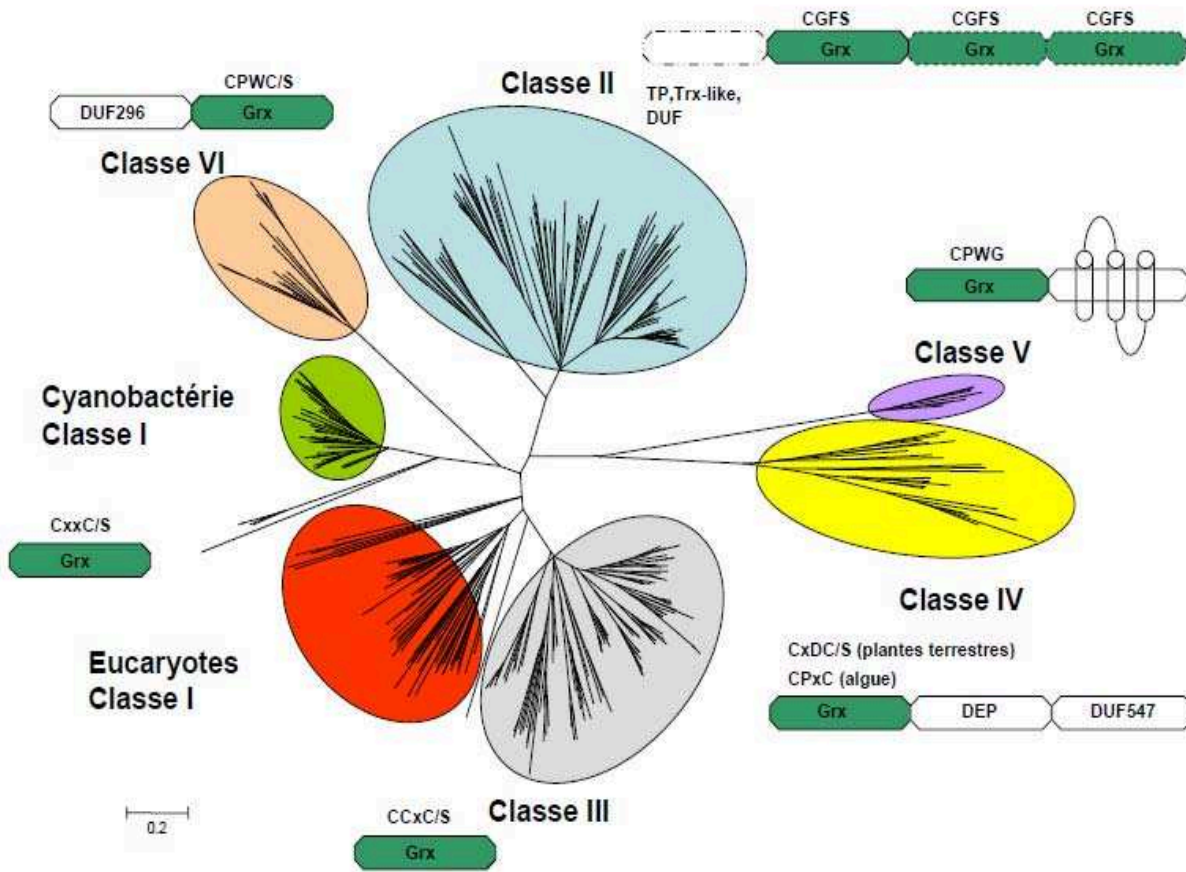 CGFS CGFS CGFS
Grx Grx Grx
TP,Trx-like,
DUF
Classe II
CPWC/S
DUF296 Grx
Classe VI
CPWG
Grx
Classe V
Cyanobactérie
Classe I
CxxC/S
Grx
Classe IV
CxDC/S (plantes terrestres)
CPxC (algue)
Grx DEP DUF547
Eucaryotes
Classe I
Classe III
CCxC/S
Grx
0.2